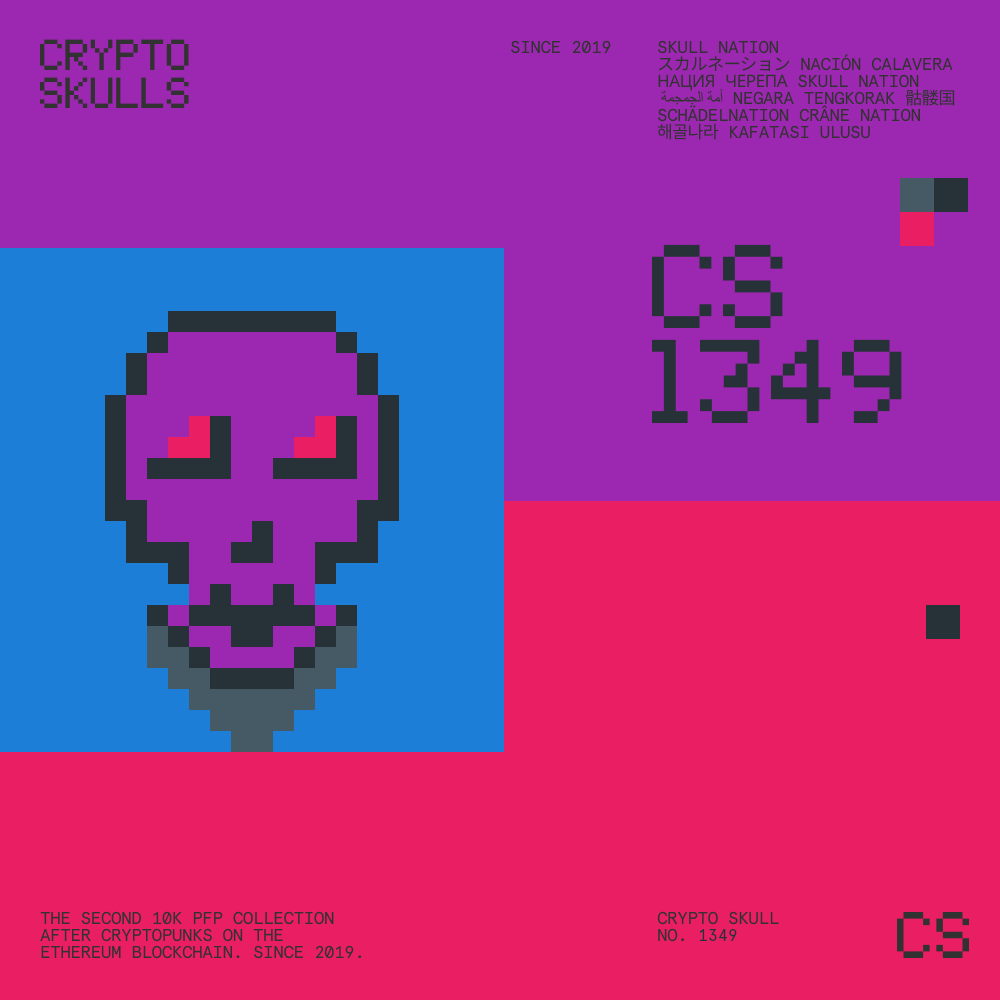 CRYPTO
SKULLS
SINCE 2019
SKULL NATION
スカルネーション NACIÓN CALAVERA
НАЦИЯ ЧЕРЕПА SKULL NATION
أمة الجمجمة NEGARA TENGKORAK 骷髅国
SCHÄDELNATION CRÂNE NATION
해골나라 KAFATASI ULUSU
CS
1349
THE SECOND 10K PFP COLLECTION
AFTER CRYPTOPUNKS ON THE
ETHEREUM BLOCKCHAIN. SINCE 2019.
CRYPTO SKULL
NO. 1349
CS